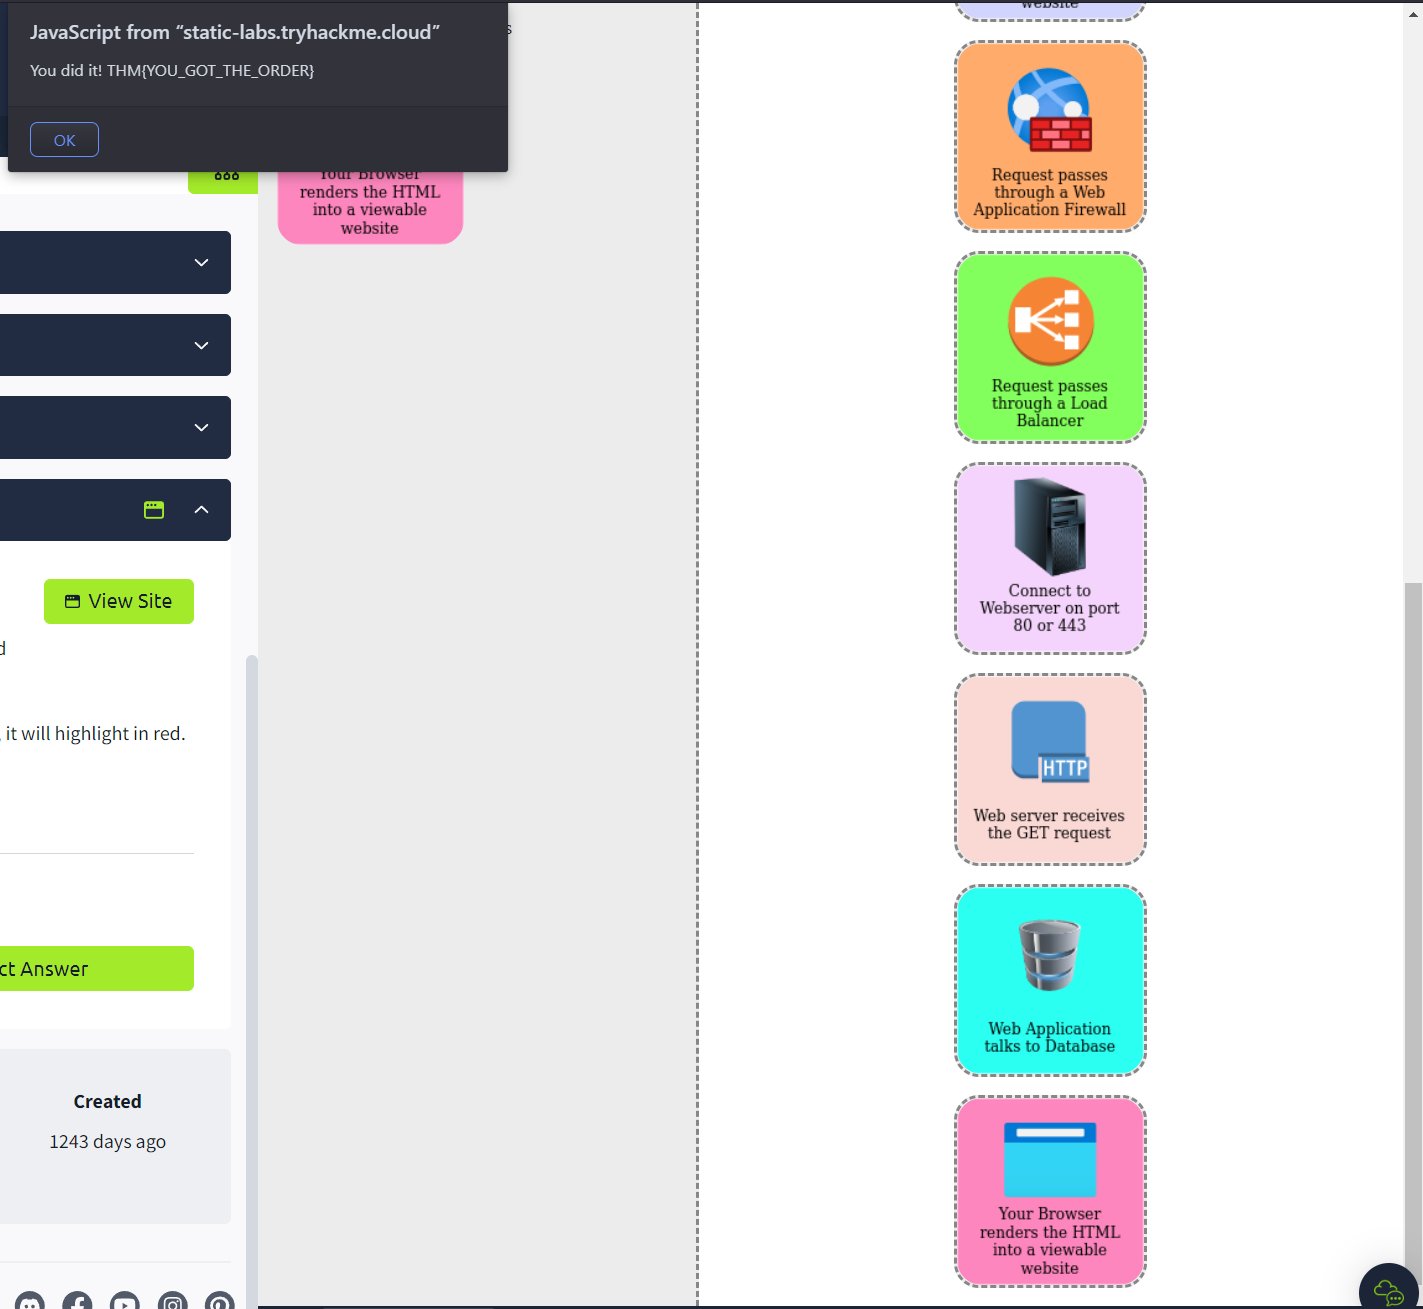 JavaScript from “static-labs.tryhackme.cloud”
You did it! THM{YOU_GOT_THE_ORDER}
OK
s
Your Browser
renders the HTML
into a viewable
website
View Site
d
, it will highlight in red.
ct Answer
Created
1243 days ago
website
Request passes
through a Web
Application Firewall
Request passes
through a Load
Balancer
Connect to
Webserver on port
80 or 443
HTTP
Web server receives
the GET request
Web Application
talks to Database
Your Browser
renders the HTML
into a viewable
website